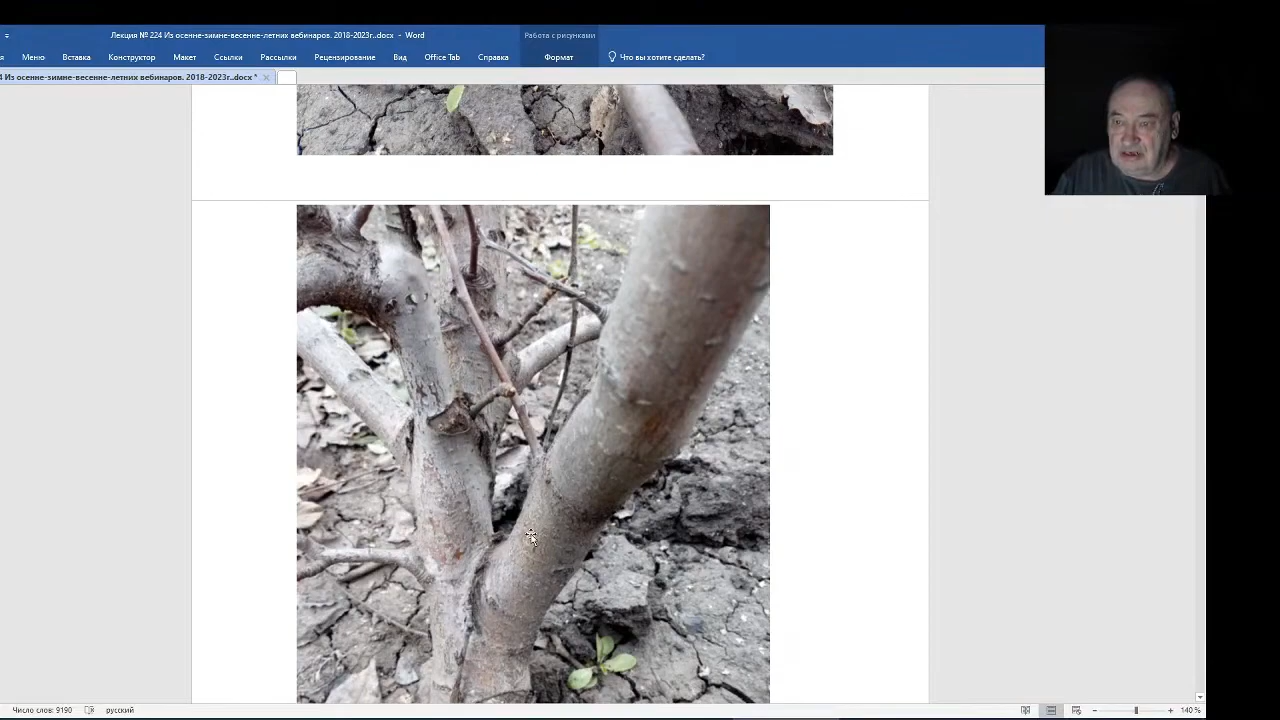 Лекция № 224 Из осенне-зимне-весенне-летних вебинаров. 2018-2023г..docx - Word
Работа с рисунками
я Меню Вставка Конструктор Макет Ссылки Рассылки Рецензирование Вид Office Tab Справка Формат Что вы хотите сделать?
4 Из осенне-зимне-весенне-летних вебинаров. 2018-2023г..docx *
Число слов: 9190 русский 140 %